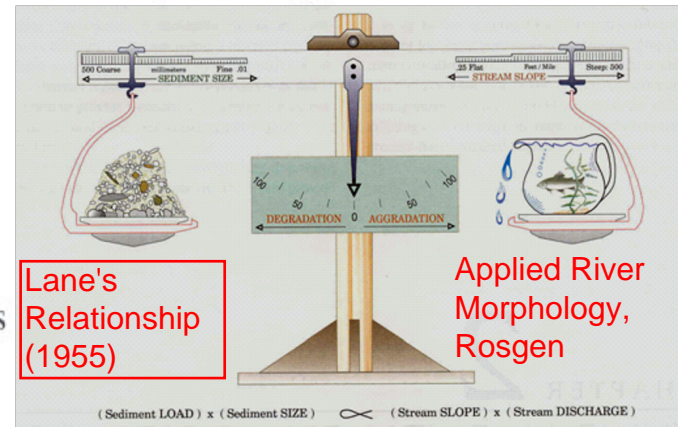 500 Coarse millimeters Fine .01
SEDIMENT SIZE
.25 Flat Feet / Mile Steep: 500
STREAM SLOPE
100 50 0 50 100
DEGRADATION AGGRADATION
Lane's
Relationship
(1955)
Applied River
Morphology,
Rosgen
( Sediment LOAD ) x ( Sediment SIZE ) ( Stream SLOPE ) x ( Stream DISCHARGE )